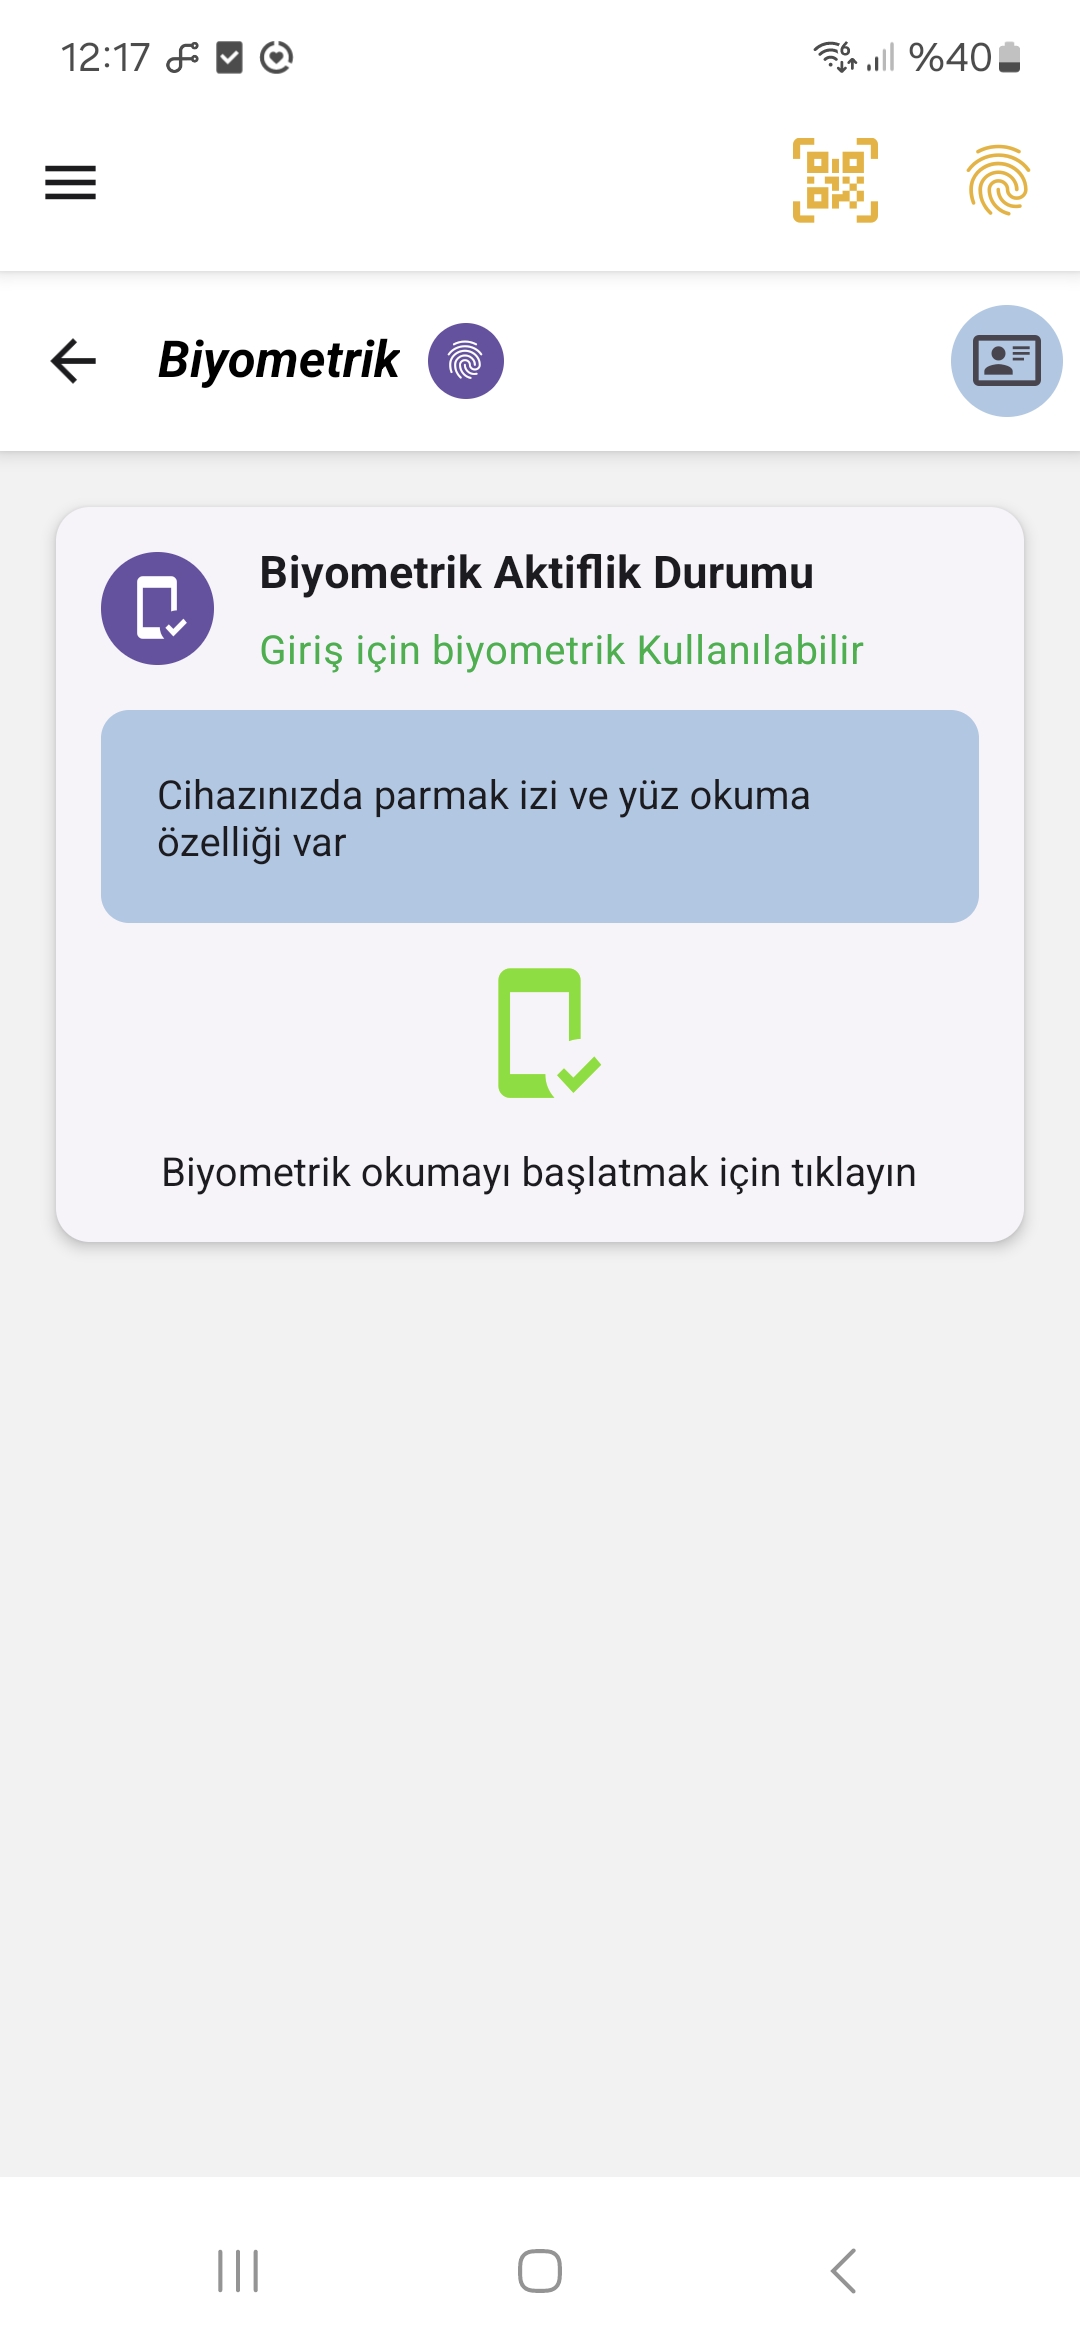 12:17
6 %40
Biyometrik
Biyometrik Aktiflik Durumu
Giriş için biyometrik Kullanılabilir
Cihazınızda parmak izi ve yüz okuma
özelliği var
Biyometrik okumayı başlatmak için tıklayın